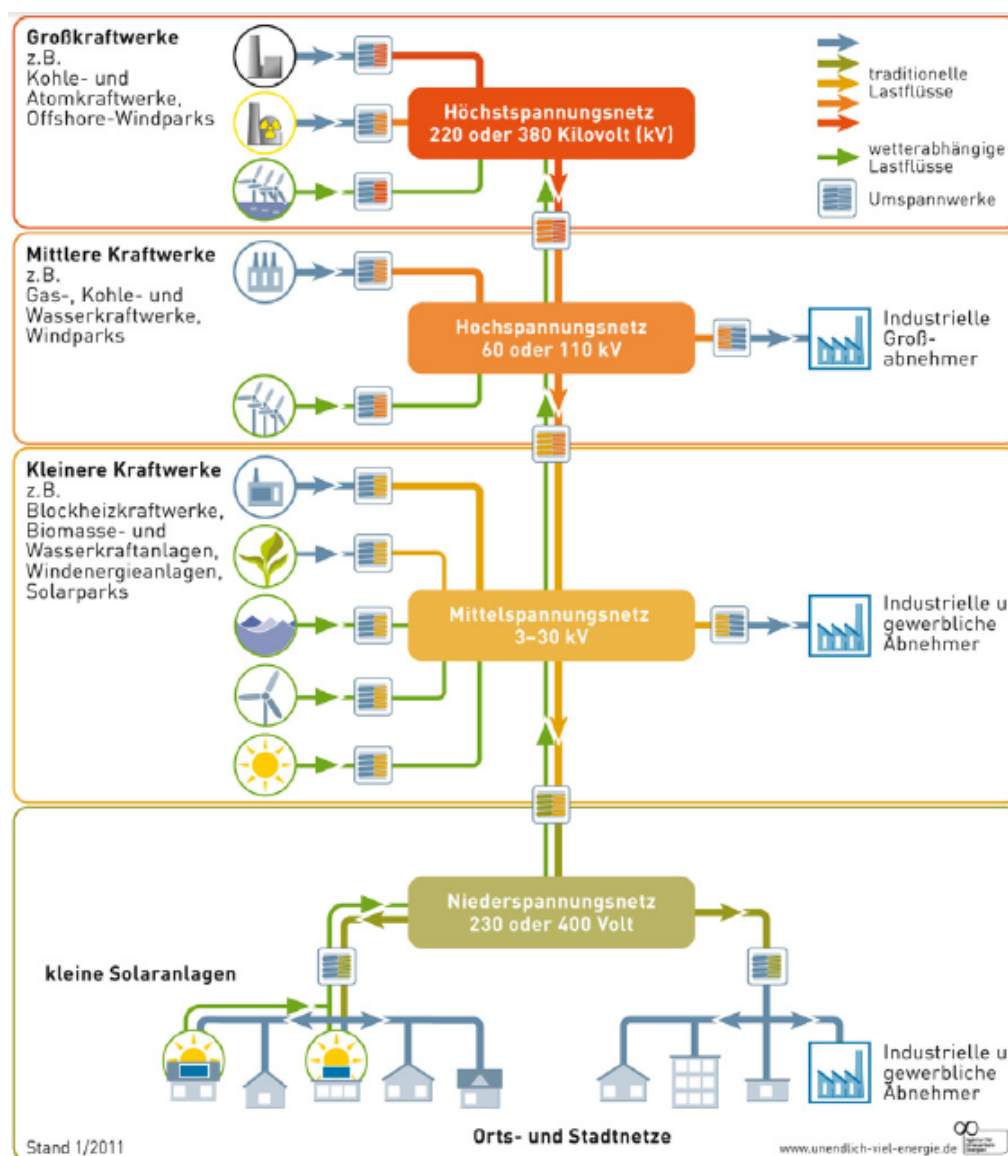 Großkraftwerke
z.B.
Kohle- und
Atomkraftwerke,
Offshore-Windparks
Höchstspannungsnetz
220 oder 380 Kilovolt (kV)
traditionelle
Lastflüsse
wetterabhängige
Lastflüsse
Umspannwerke
Mittlere Kraftwerke
z.B.
Gas-, Kohle- und
Wasserkraftwerke,
Windparks
Hochspannungsnetz
60 oder 110 kV
Industrielle
Groß-
abnehmer
Kleinere Kraftwerke
z.B.
Blockheizkraftwerke,
Biomasse- und
Wasserkraftanlagen,
Windenergieanlagen,
Solarparks
Mittelspannungsnetz
3–30 kV
Industrielle u
gewerbliche
Abnehmer
Niederspannungsnetz
230 oder 400 Volt
kleine Solaranlagen
Industrielle u
gewerbliche
Abnehmer
Orts- und Stadtnetze
Stand 1/2011
www.unendlich-viel-energie.de